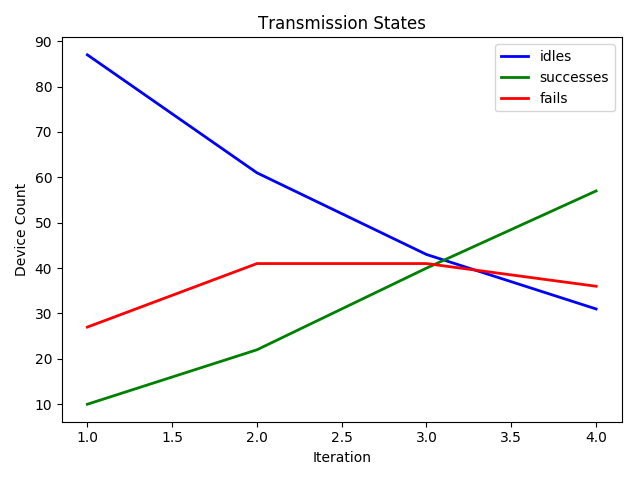 Transmission States
idles
successes
fails
Device Count
90
80
70
60
50
40
30
20
10
1.0 1.5 2.0 2.5 3.0 3.5 4.0
Iteration